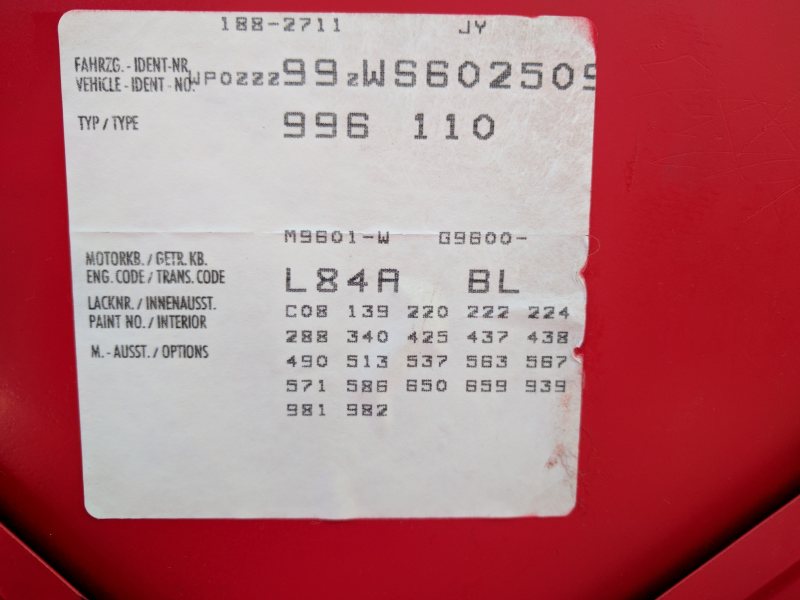 188-2711 JY
FAHRZG.-IDENT-NR.
VEHICLE-IDENT-NO. WP0ZZZ99ZWS602509
TYP/TYPE 996 110
M9601-W G9600-
MOTORKB./GETR.KB.
ENG.CODE/TRANS.CODE L84A BL
LACKNR./INNENAUSST. C08 139 220 222 224
PAINT NO./INTERIOR 288 340 425 437 438
M.-AUSST./OPTIONS 490 513 537 563 567
571 586 650 659 939
981 982